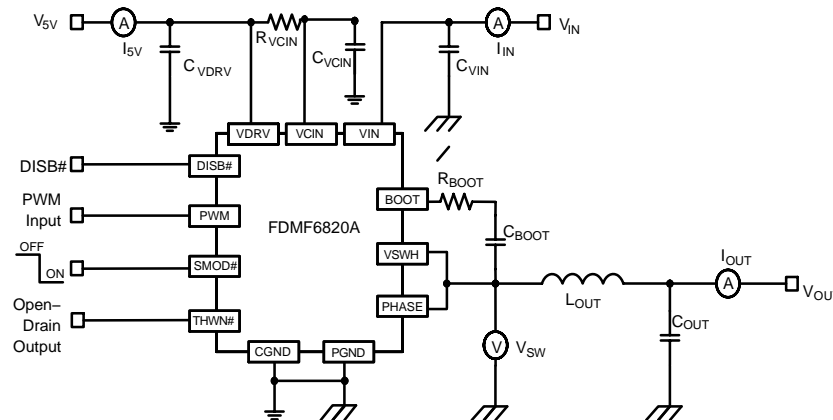 V5V
A
I5V
CVDRV
RVCIN
CVCIN
CVIN
A
IIN
VIN
VDRV
VCIN
VIN
DISB#
DISB#
PWM
Input
PWM
OFF
ON
SMOD#
Open–
Drain
Output
THWN#
FDMF6820A
BOOT
RBOOT
CBOOT
VSWH
PHASE
CGND
PGND
V
VSW
LOUT
COUT
IOUT
A
VOU